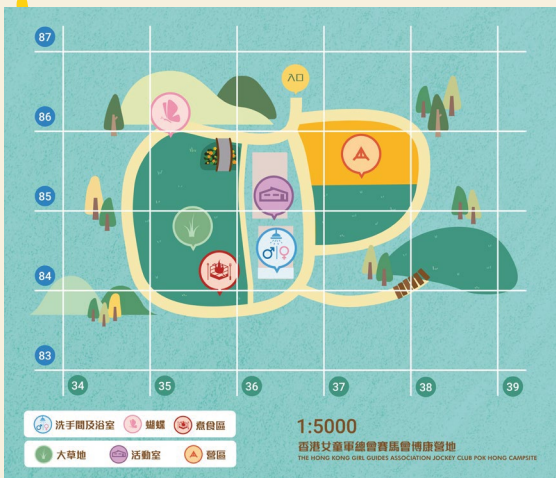 87
入口
86
85
84
83
34 35 36 37 38 39
洗手間及浴室 蝴蝶 煮食區
大草地 活動室 營區
1:5000
香港女童軍總會賽馬會博康營地
THE HONG KONG GIRL GUIDES ASSOCIATION JOCKEY CLUB POK HONG CAMPSITE